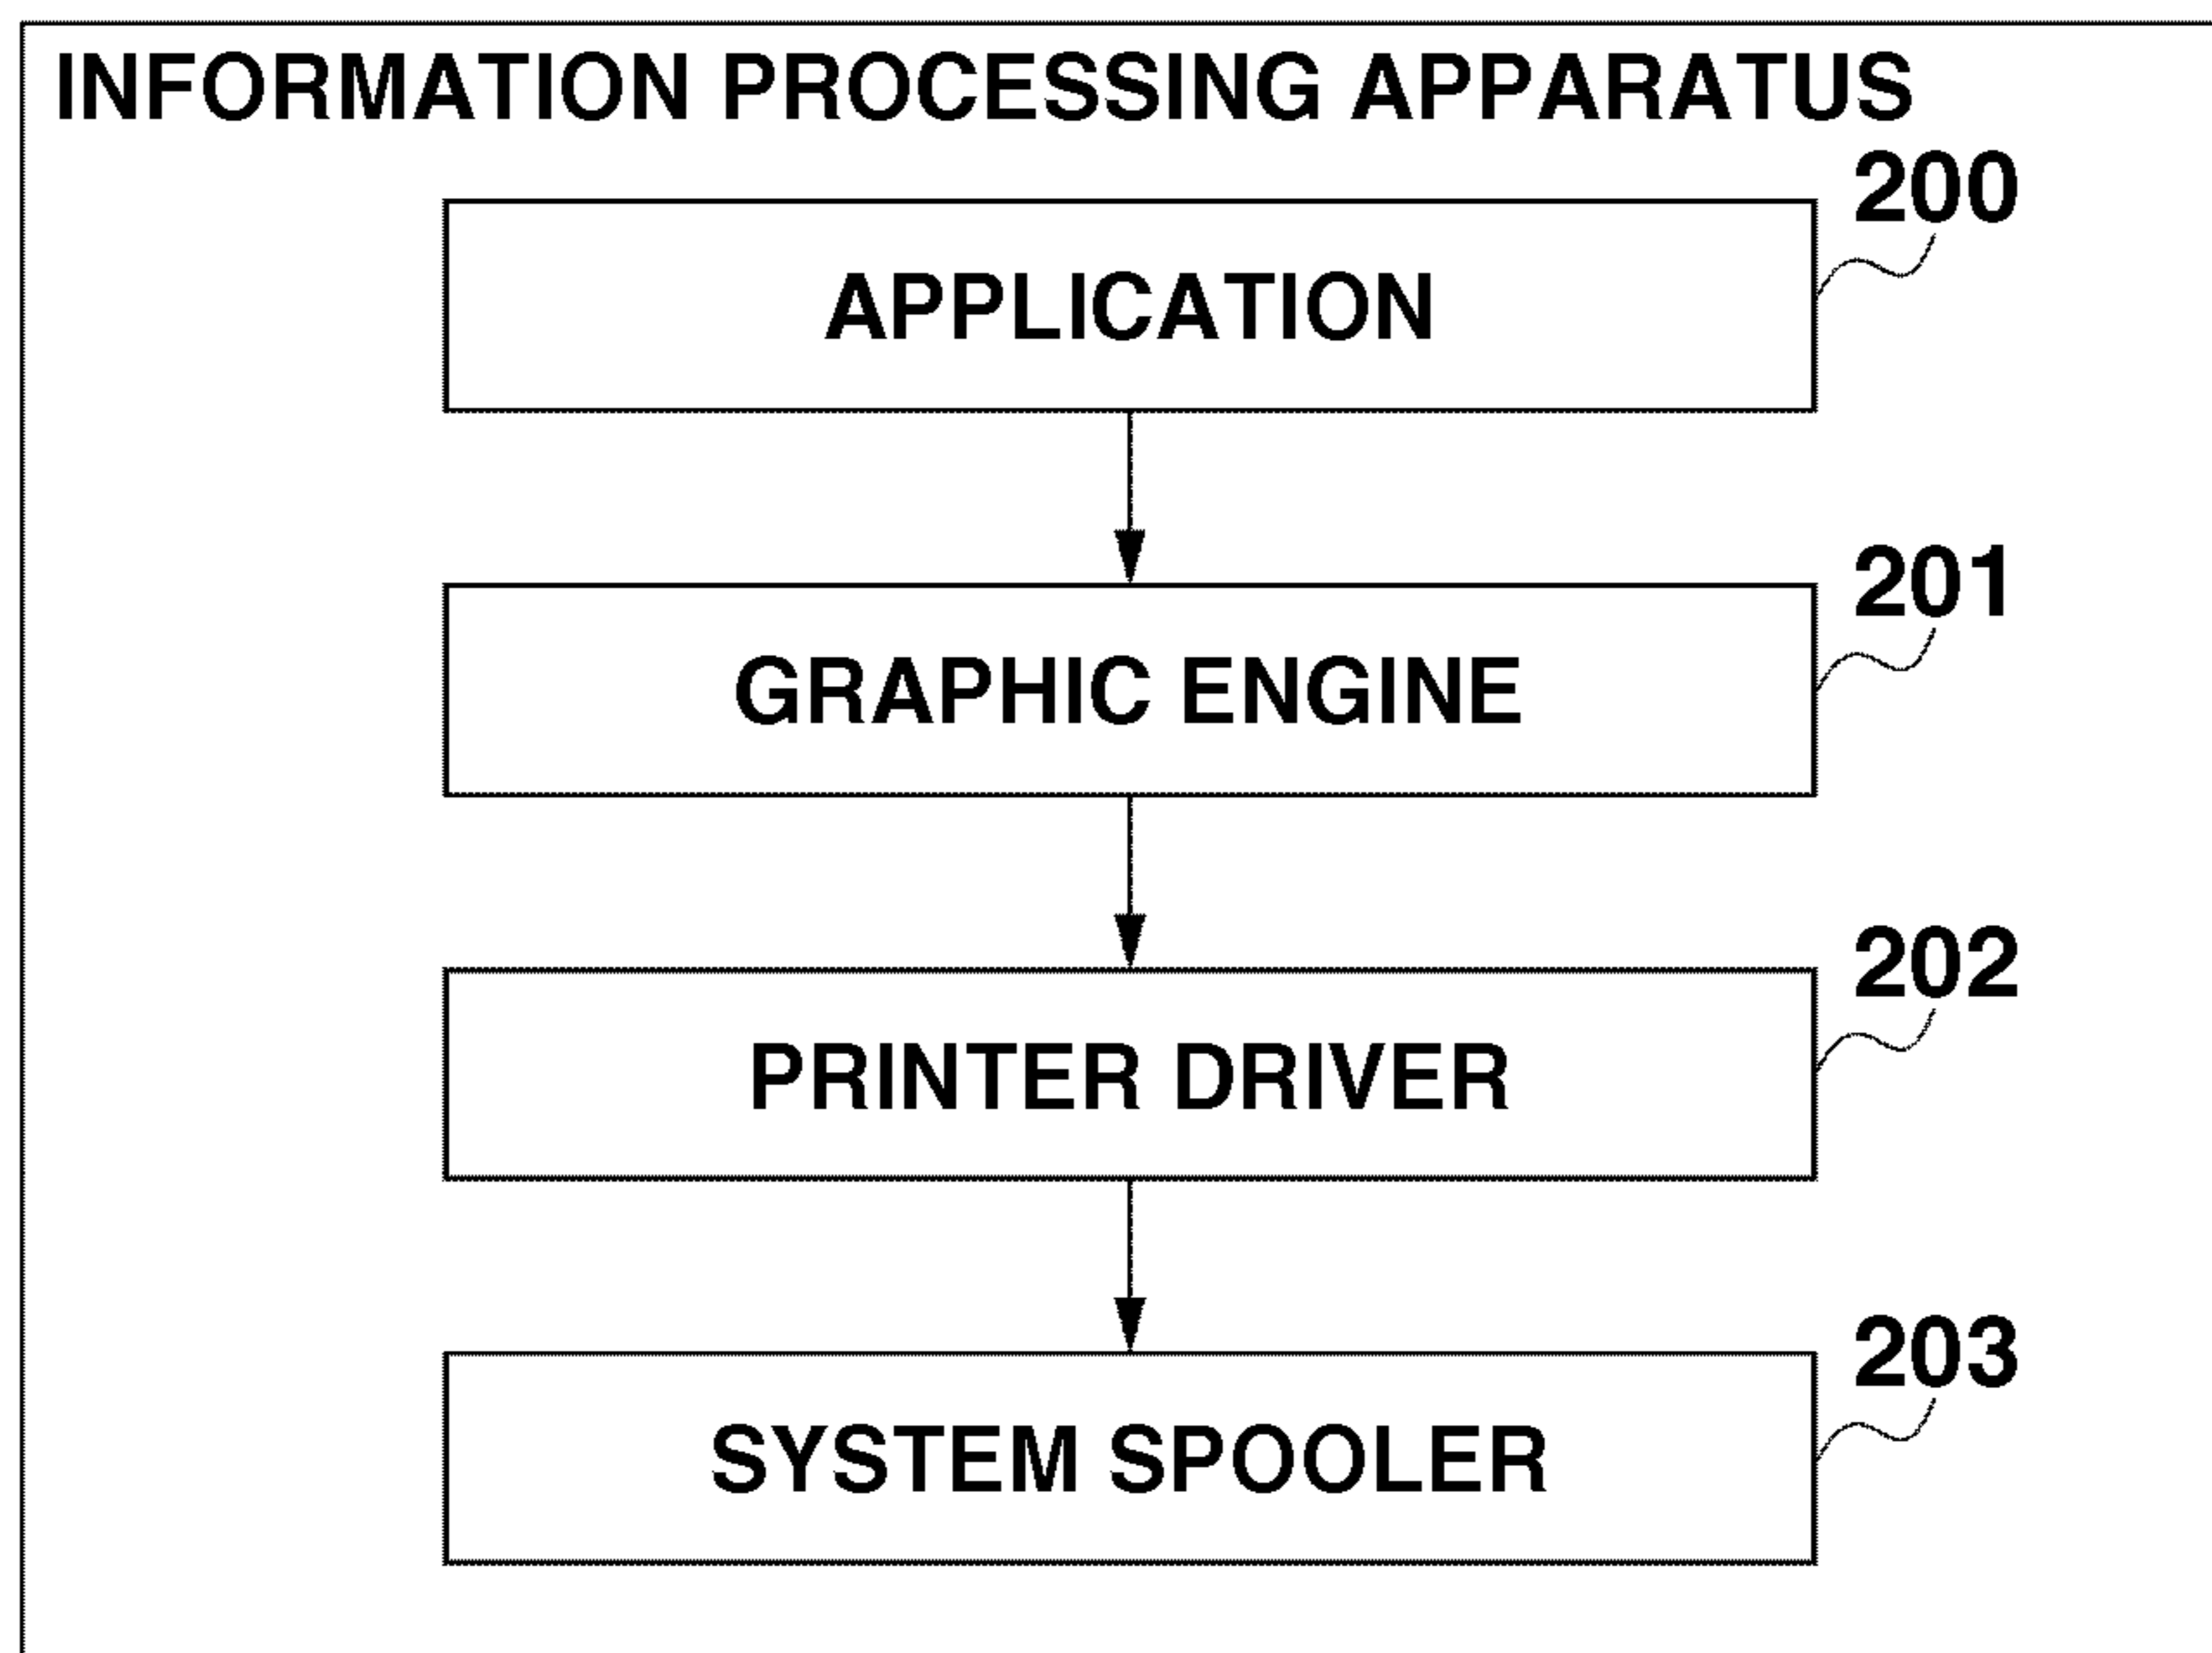 INFORMATION PROCESSING APPARATUS
200
APPLICATION
201
GRAPHIC ENGINE
202
PRINTER DRIVER
203
SYSTEM SPOOLER